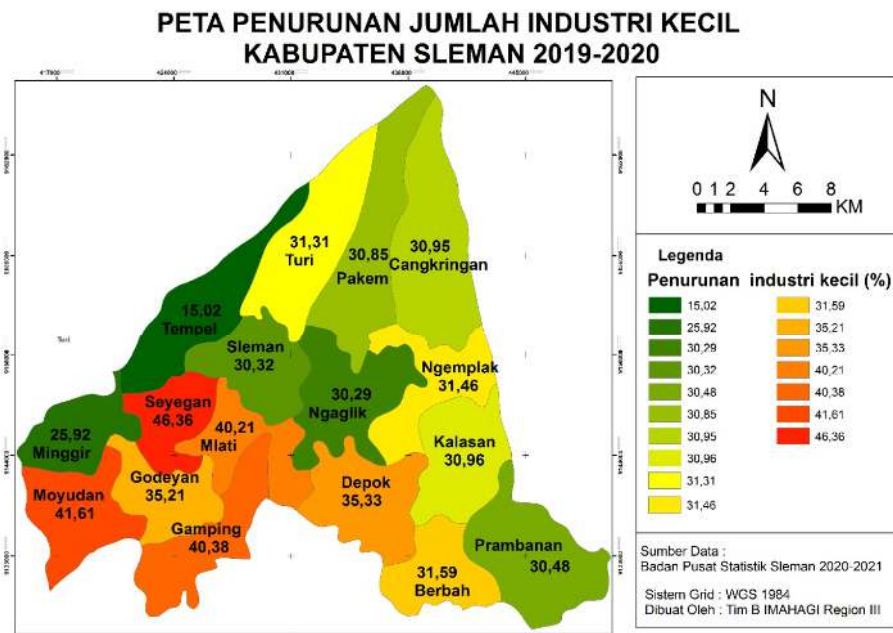 PETA PENURUNAN JUMLAH INDUSTRI KECIL
KABUPATEN SLEMAN 2019-2020
31,31
Turi
30,85
Pakem
30,95
Cangkringan
15,02
Tempel
Turi
Sleman
30,32
30,29
Ngaglik
Ngemplak
31,46
Seyegan
46,36
40,21
Mlati
25,92
Minggir
Kalasan
30,96
Godeyan
35,21
Depok
35,33
Moyudan
41,61
Gamping
40,38
Prambanan
30,48
31,59
Berbah
N
0 1 2 4 6 8
KM
Legenda
Penurunan industri kecil (%)
15,02
25,92
30,29
30,32
30,48
30,85
30,95
30,96
31,31
31,46
31,59
35,21
35,33
40,21
40,38
41,61
46,36
Sumber Data :
Badan Pusat Statistik Sleman 2020-2021
Sistem Grid : WGS 1984
Dibuat Oleh : Tim B IMAHAGI Region III